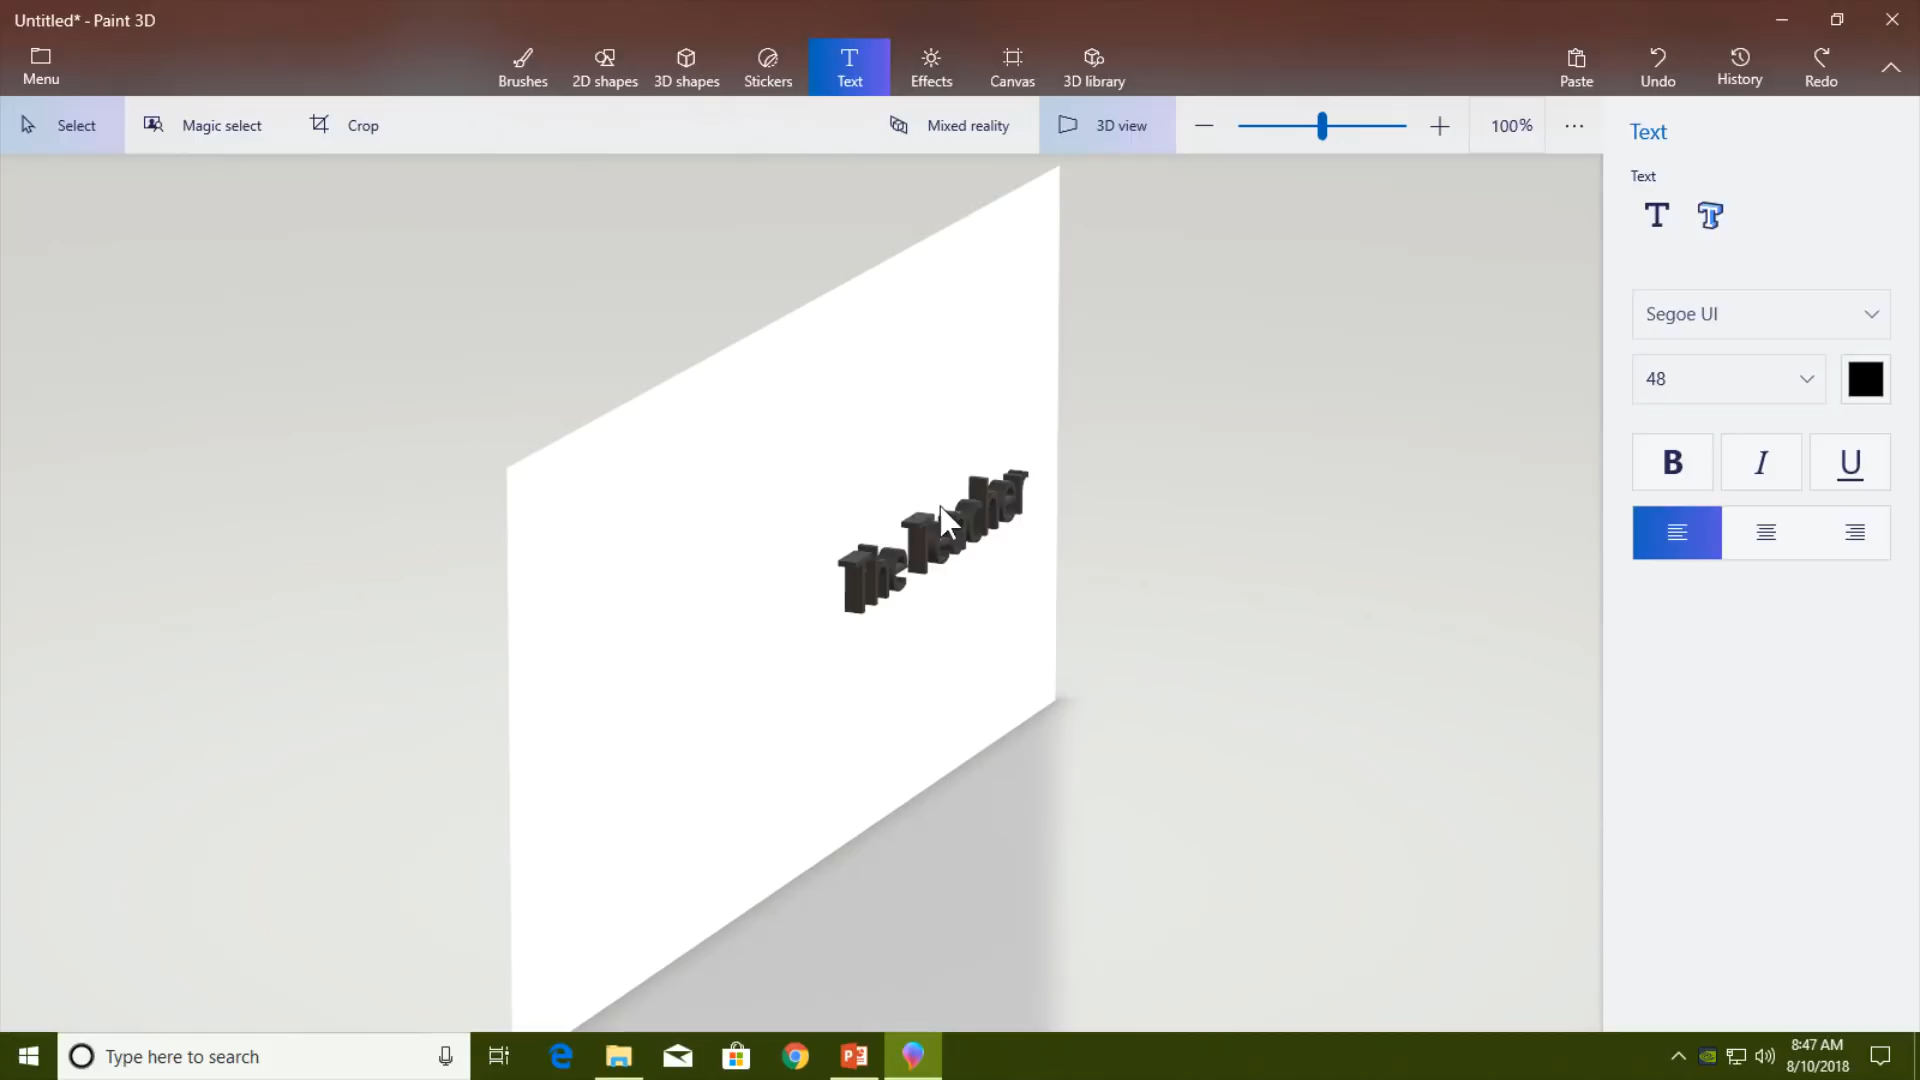 Untitled* - Paint 3D
Menu
Brushes
2D shapes
3D shapes
Stickers
Text
Effects
Canvas
3D library
Paste
Undo
History
Redo
Select
Magic select
Crop
Mixed reality
3D view
100%
Text
Text
Segoe UI
48
B
I
U
The Teacher
Type here to search
8:47 AM
8/10/2018